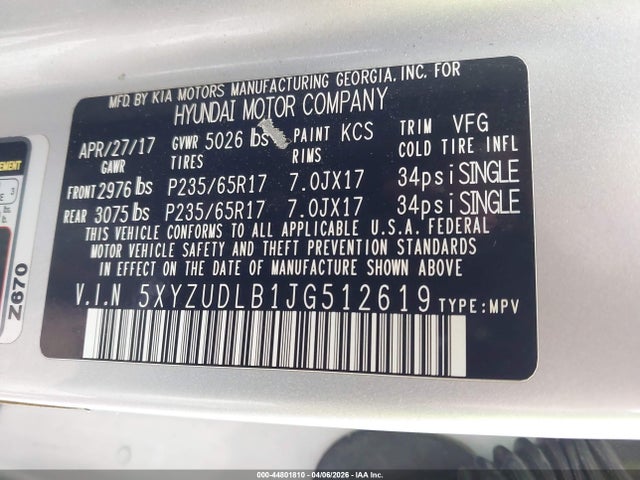 MFD. BY KIA MOTORS MANUFACTURING GEORGIA, INC. FOR
HYUNDAI MOTOR COMPANY
APR/27/17 GVWR 5026 lbs PAINT KCS TRIM VFG
GAWR TIRES RIMS COLD TIRE INFL
FRONT 2976 lbs P235/65R17 7.0JX17 34psi SINGLE
REAR 3075 lbs P235/65R17 7.0JX17 34psi SINGLE
THIS VEHICLE CONFORMS TO ALL APPLICABLE U.S.A. FEDERAL
MOTOR VEHICLE SAFETY AND THEFT PREVENTION STANDARDS
IN EFFECT ON THE DATE OF MANUFACTURE SHOWN ABOVE
V.I.N 5XYZUDLB1JG512619 TYPE:MPV
Z670
000-44801810 - 04/06/2026 - IAA Inc.